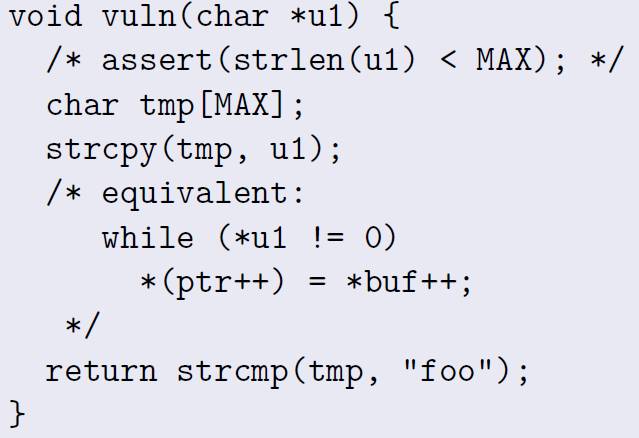 void vuln(char *u1) {
  /* assert(strlen(u1) < MAX); */
  char tmp[MAX];
  strcpy(tmp, u1);
  /* equivalent:
     while (*u1 != 0)
       *(ptr++) = *buf++;
   */
  return strcmp(tmp, "foo");
}